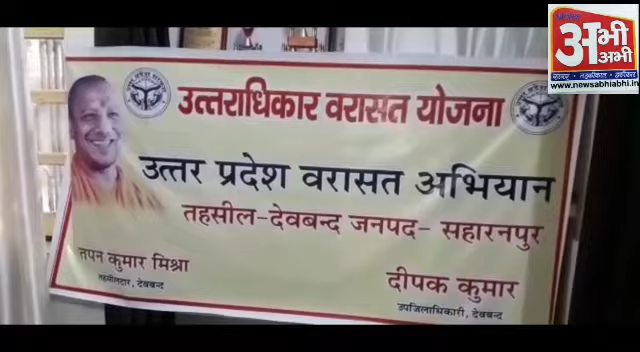 अभी
अभी
www.newsabhiabhi.in
उत्तराधिकार वरासत योजना
उत्तर प्रदेश वरासत अभियान
तहसील-देवबन्द जनपद- सहारनपुर
तपन कुमार मिश्रा
तहसीलदार, देवबन्द
दीपक कुमार
उपजिलाधिकारी, देवबन्द